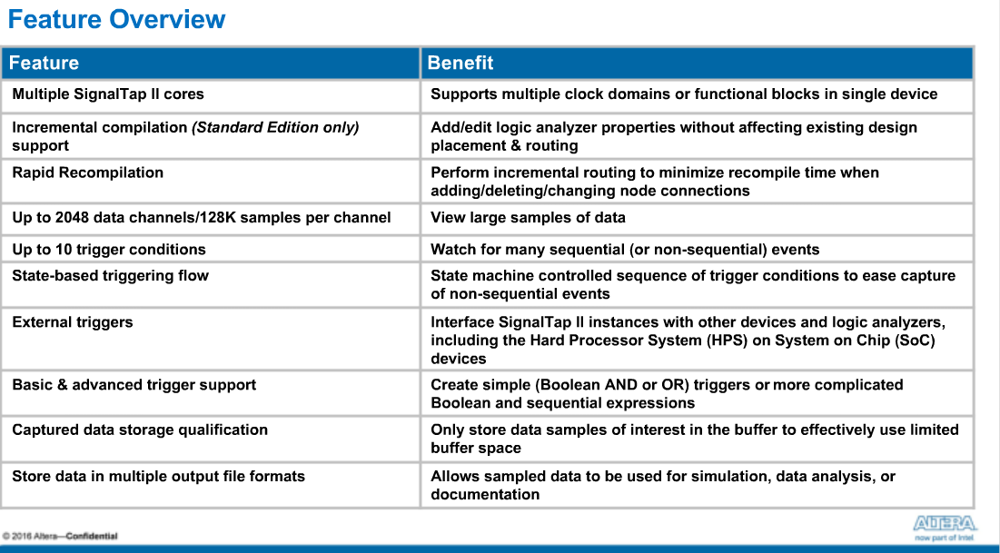 Feature Overview
Feature
Benefit
Multiple SignalTap II cores
Supports multiple clock domains or functional blocks in single device
Incremental compilation (Standard Edition only)
support
Add/edit logic analyzer properties without affecting existing design
placement & routing
Rapid Recompilation
Perform incremental routing to minimize recompile time when
adding/deleting/changing node connections
Up to 2048 data channels/128K samples per channel
View large samples of data
Up to 10 trigger conditions
Watch for many sequential (or non-sequential) events
State-based triggering flow
State machine controlled sequence of trigger conditions to ease capture
of non-sequential events
External triggers
Interface SignalTap II instances with other devices and logic analyzers,
including the Hard Processor System (HPS) on System on Chip (SoC)
devices
Basic & advanced trigger support
Create simple (Boolean AND or OR) triggers or more complicated
Boolean and sequential expressions
Captured data storage qualification
Only store data samples of interest in the buffer to effectively use limited
buffer space
Store data in multiple output file formats
Allows sampled data to be used for simulation, data analysis, or
documentation
© 2016 Altera—Confidential
ALTERA
now part of Intel